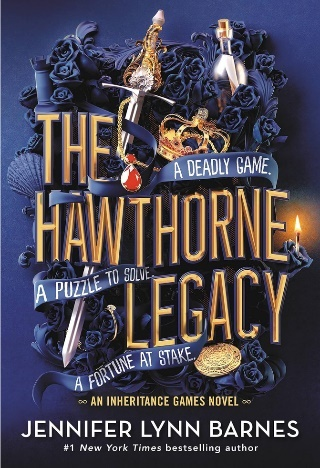 THE
A DEADLY GAME.
HAWTHORNE
A PUZZLE TO SOLVE.
LEGACY
A FORTUNE AT STAKE.
∞ AN INHERITANCE GAMES NOVEL ∞
JENNIFER LYNN BARNES
#1 New York Times bestselling author